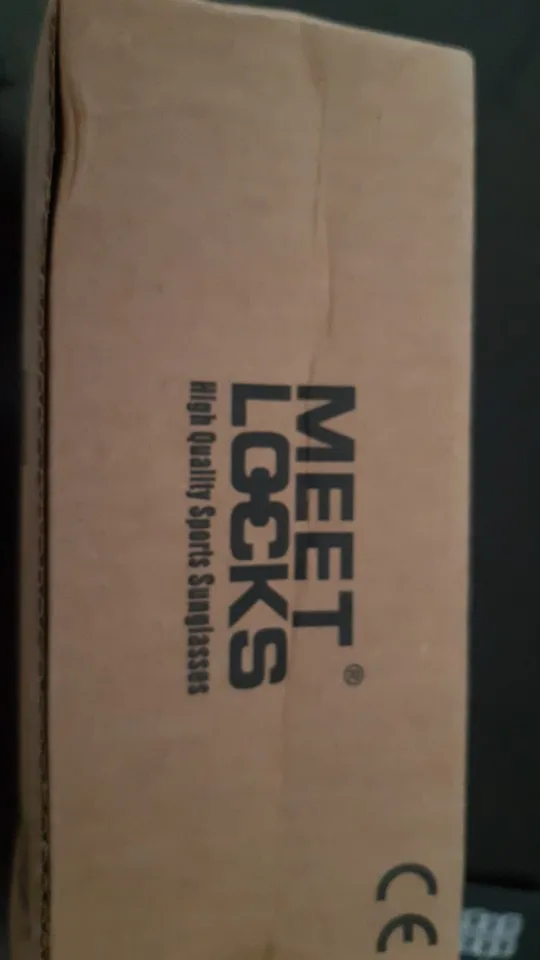 MEET®
LOCKS
High Quality Sports Sunglasses
CE